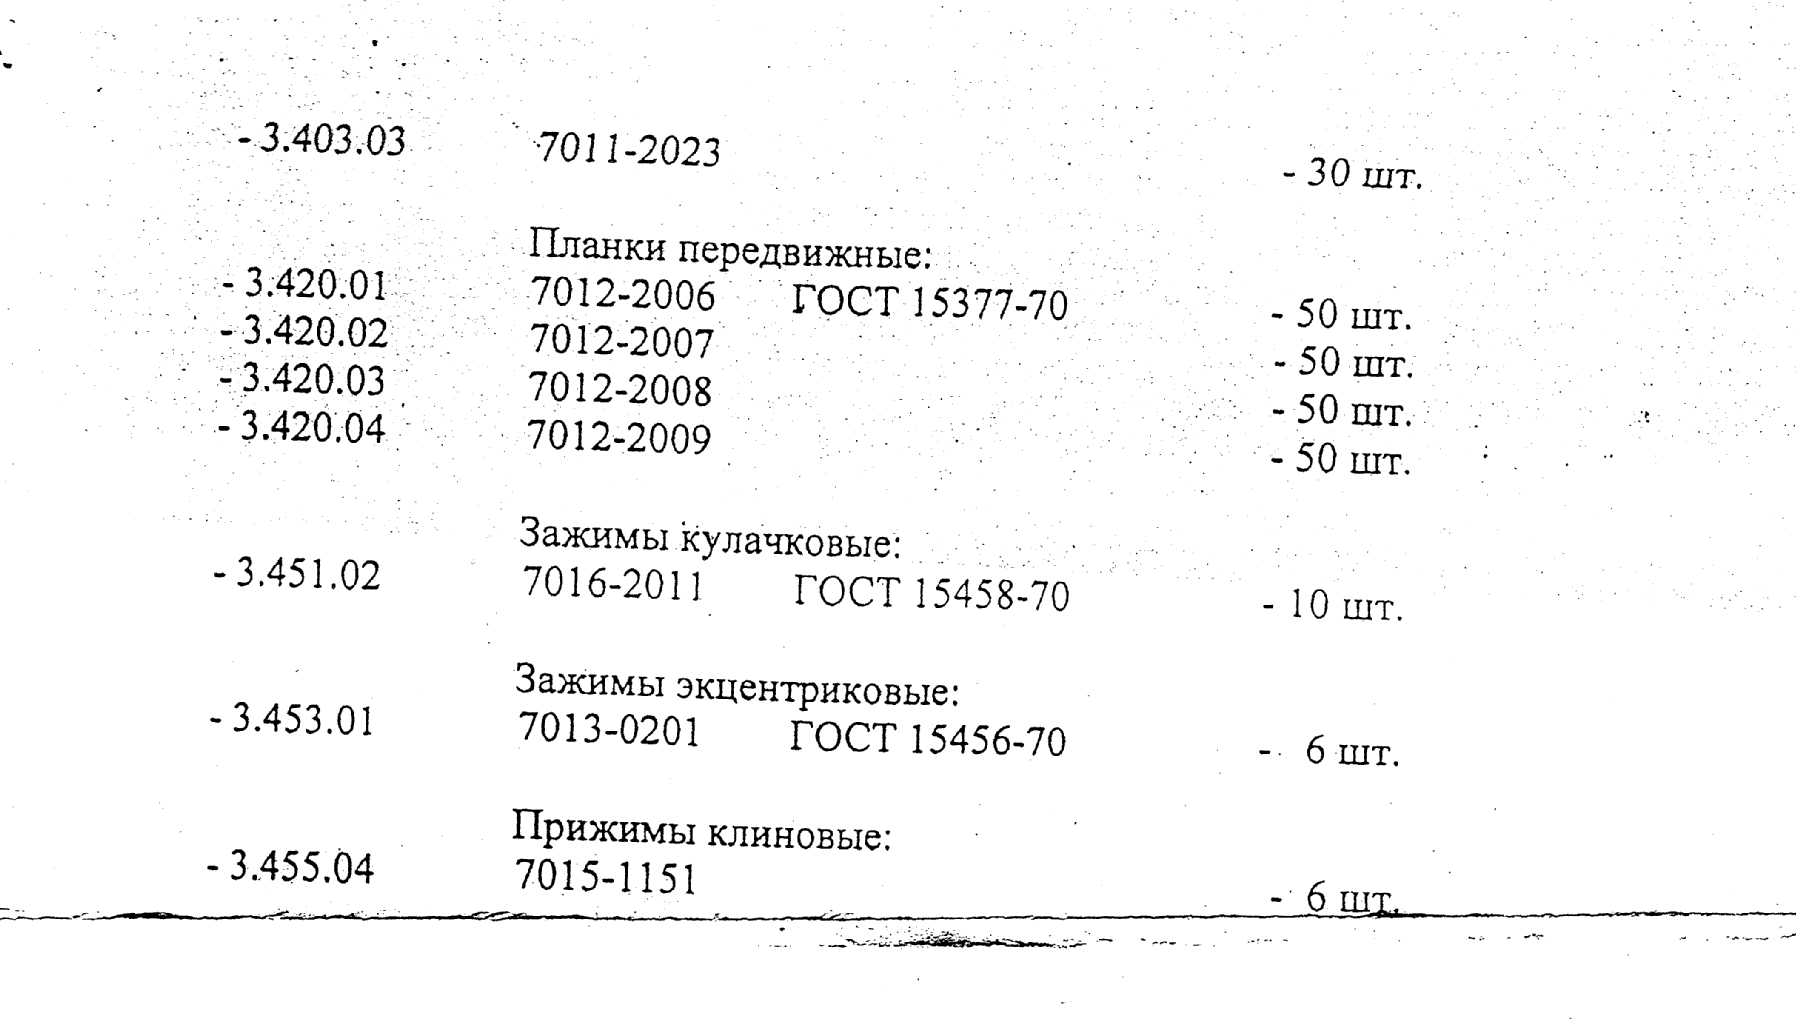 - 3.403.03 7011-2023 - 30 шт.
Планки передвижные:
- 3.420.01 7012-2006 ГОСТ 15377-70 - 50 шт.
- 3.420.02 7012-2007 - 50 шт.
- 3.420.03 7012-2008 - 50 шт.
- 3.420.04 7012-2009 - 50 шт.
Зажимы кулачковые:
- 3.451.02 7016-2011 ГОСТ 15458-70 - 10 шт.
Зажимы экцентриковые:
- 3.453.01 7013-0201 ГОСТ 15456-70 - 6 шт.
Прижимы клиновые:
- 3.455.04 7015-1151 - 6 шт.